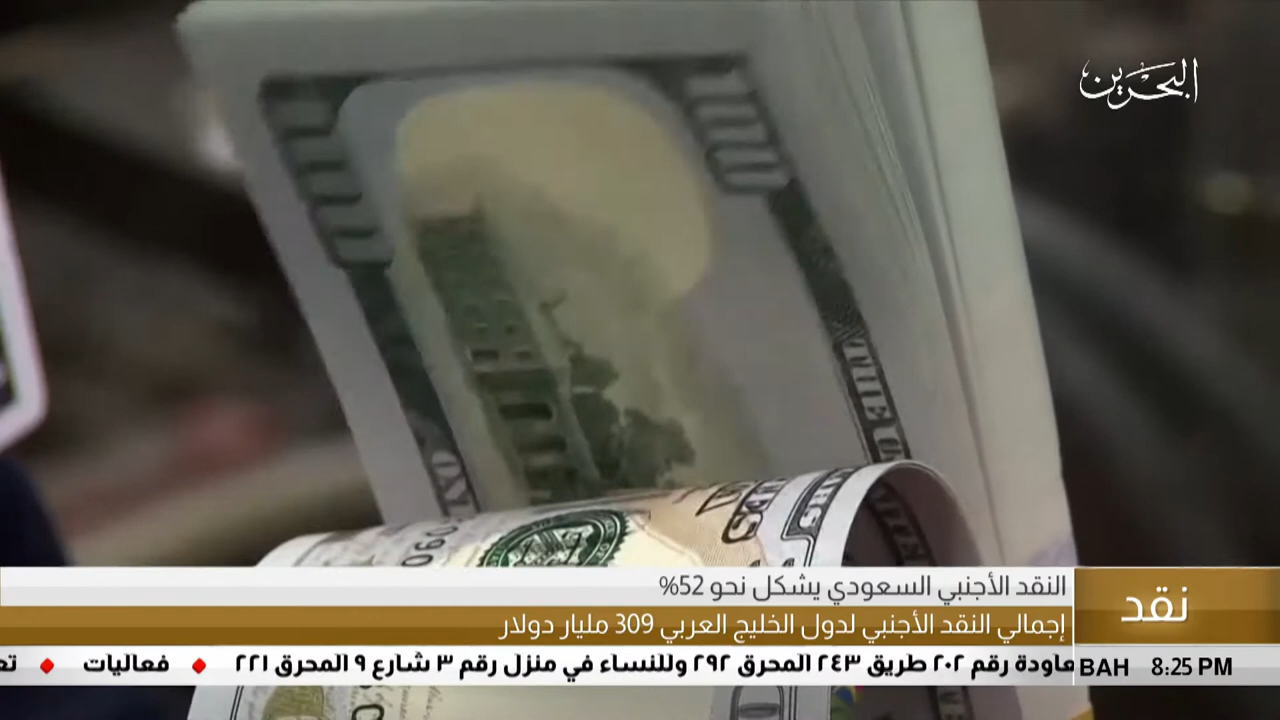 البحرين
النقد الأجنبي السعودي يشكل نحو 52%
نقد
إجمالي النقد الأجنبي لدول الخليج العربي 309 مليار دولار
رقم ٢٠٢ طريق ٢٤٣ المحرق ٢٩٢ وللنساء في منزل رقم ٣ شارع ٩ المحرق ٢٢١ ♦ فعاليات ♦
BAH 8:25 PM